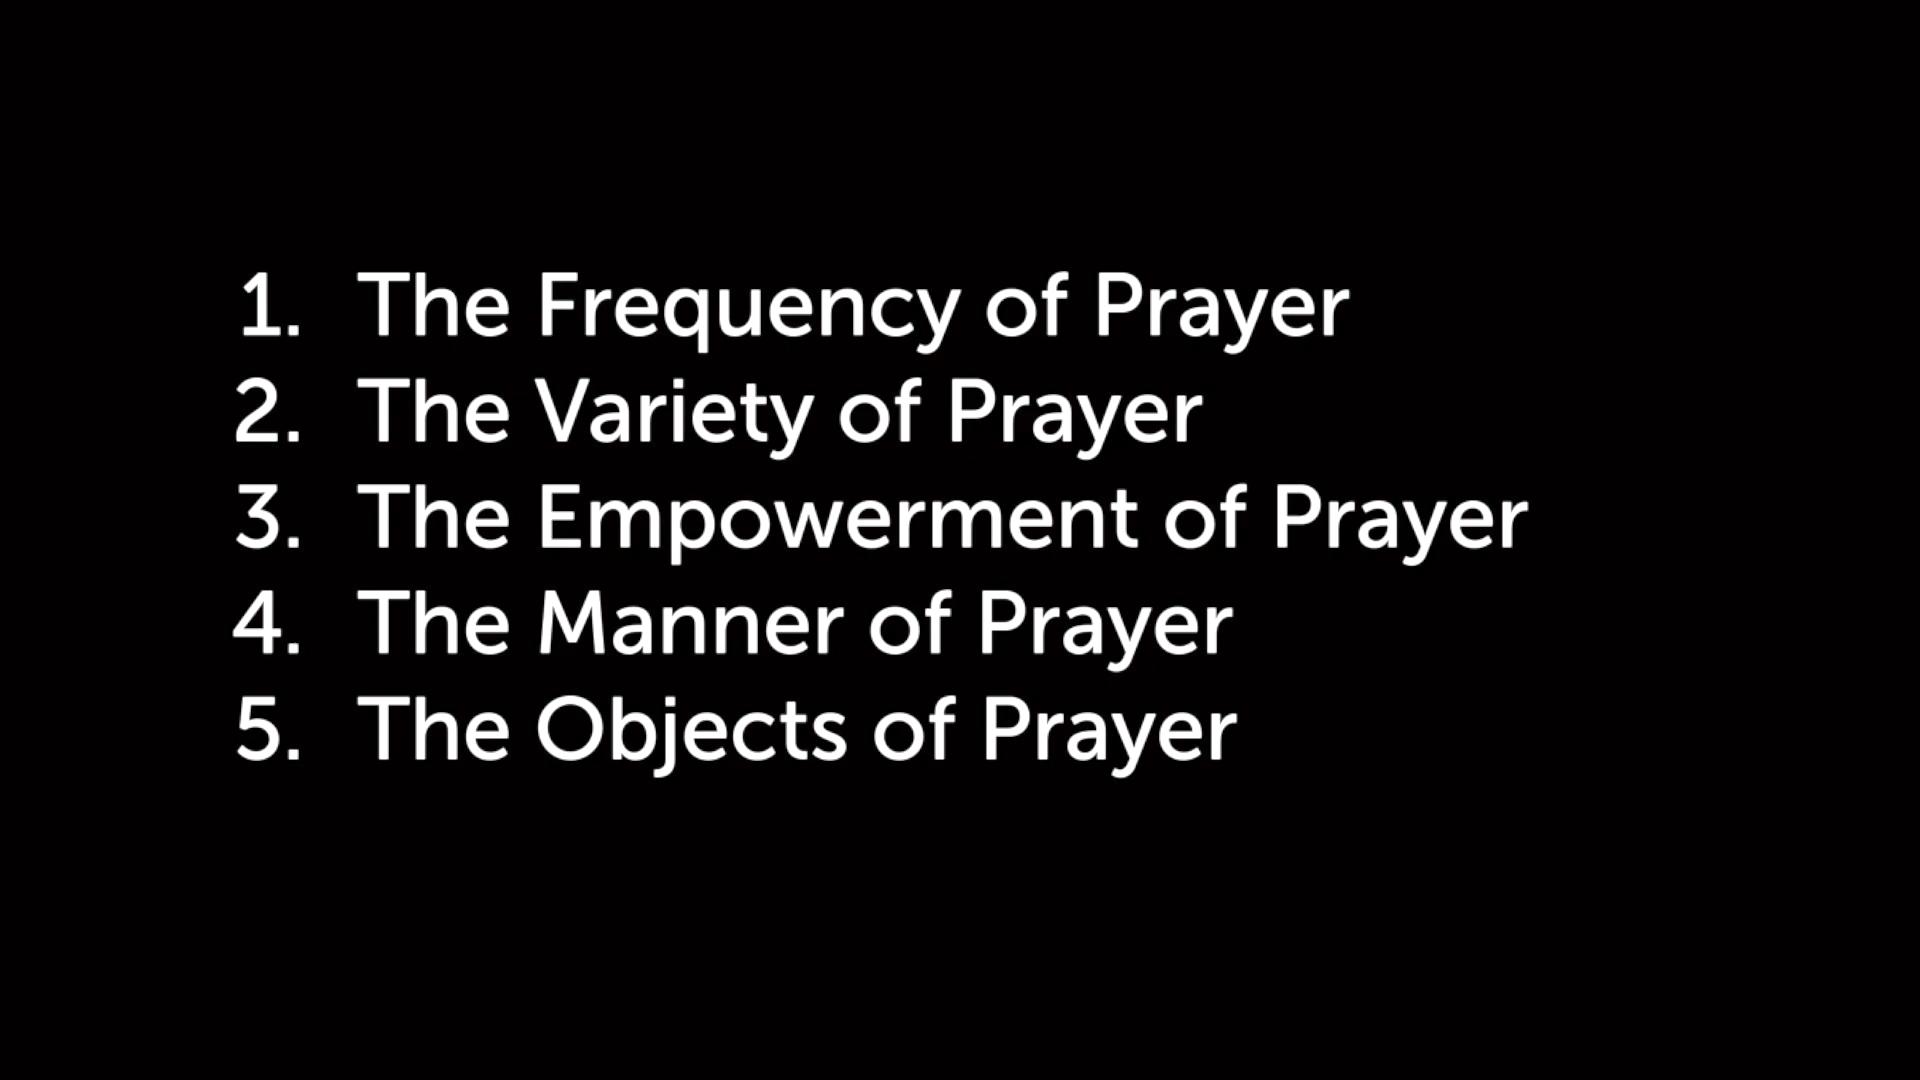 1. The Frequency of Prayer
2. The Variety of Prayer
3. The Empowerment of Prayer
4. The Manner of Prayer
5. The Objects of Prayer